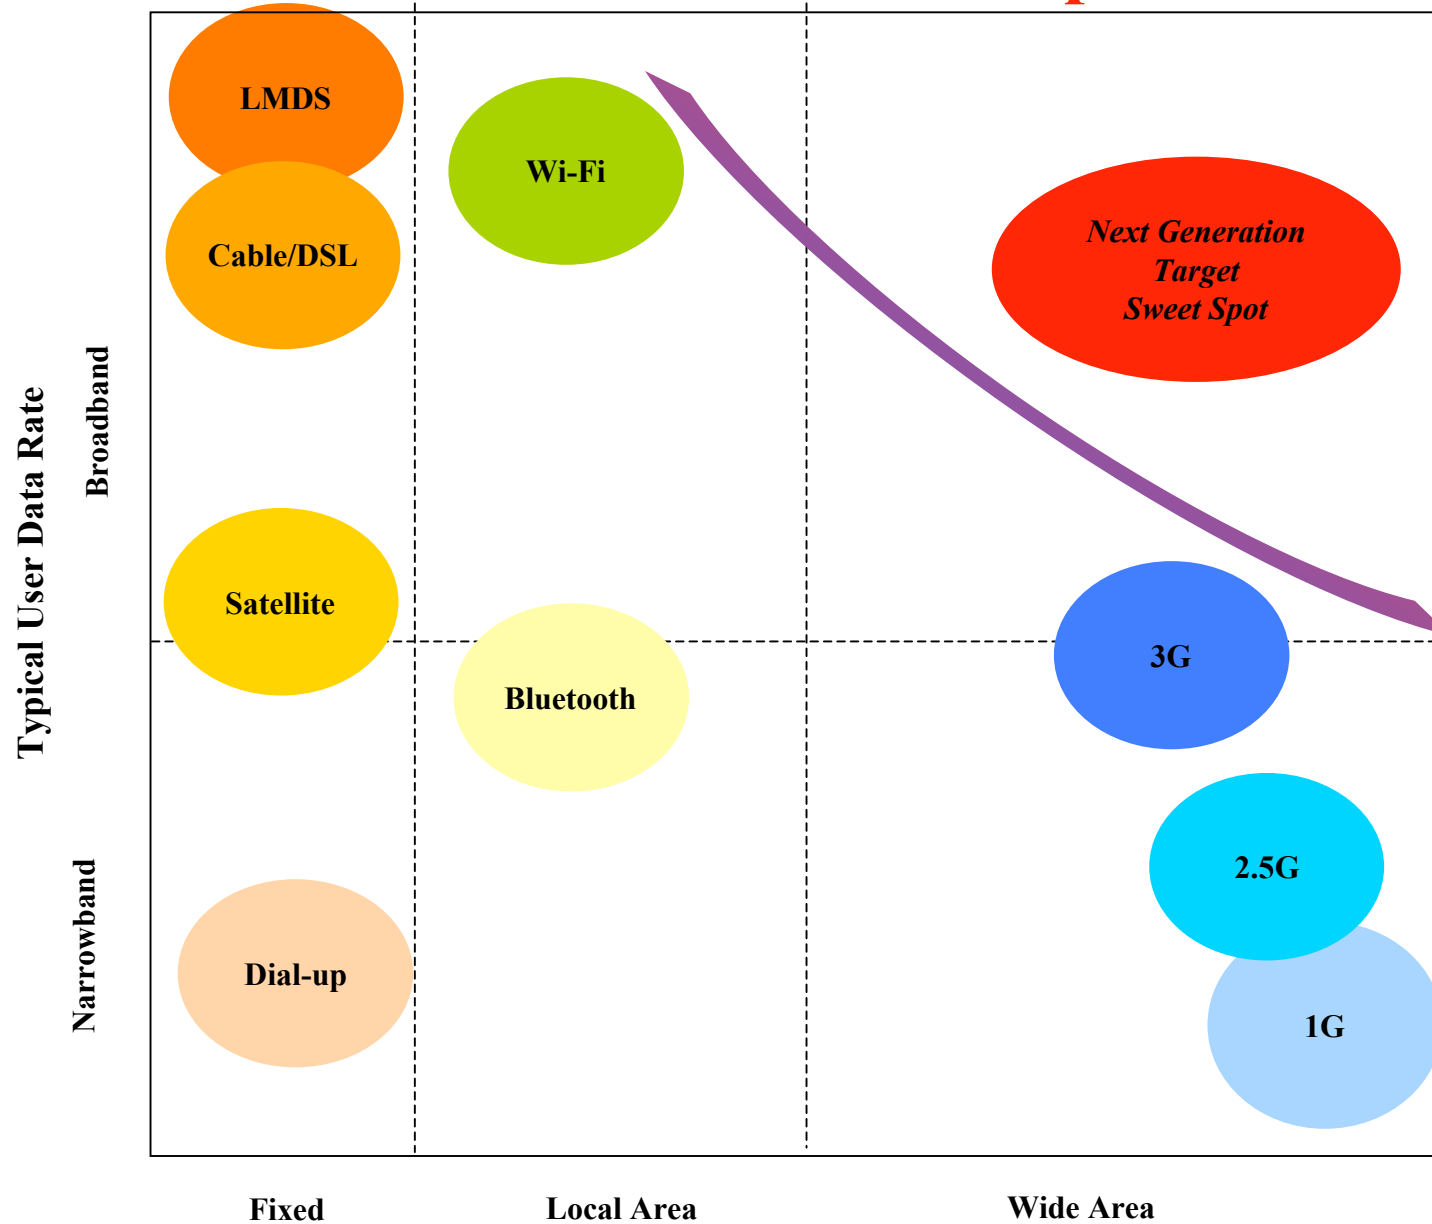 LMDS
Wi-Fi
Next Generation
Target
Sweet Spot
Cable/DSL
Typical User Data Rate
Broadband
Satellite
3G
Bluetooth
2.5G
Narrowband
Dial-up
1G
Fixed
Local Area
Wide Area